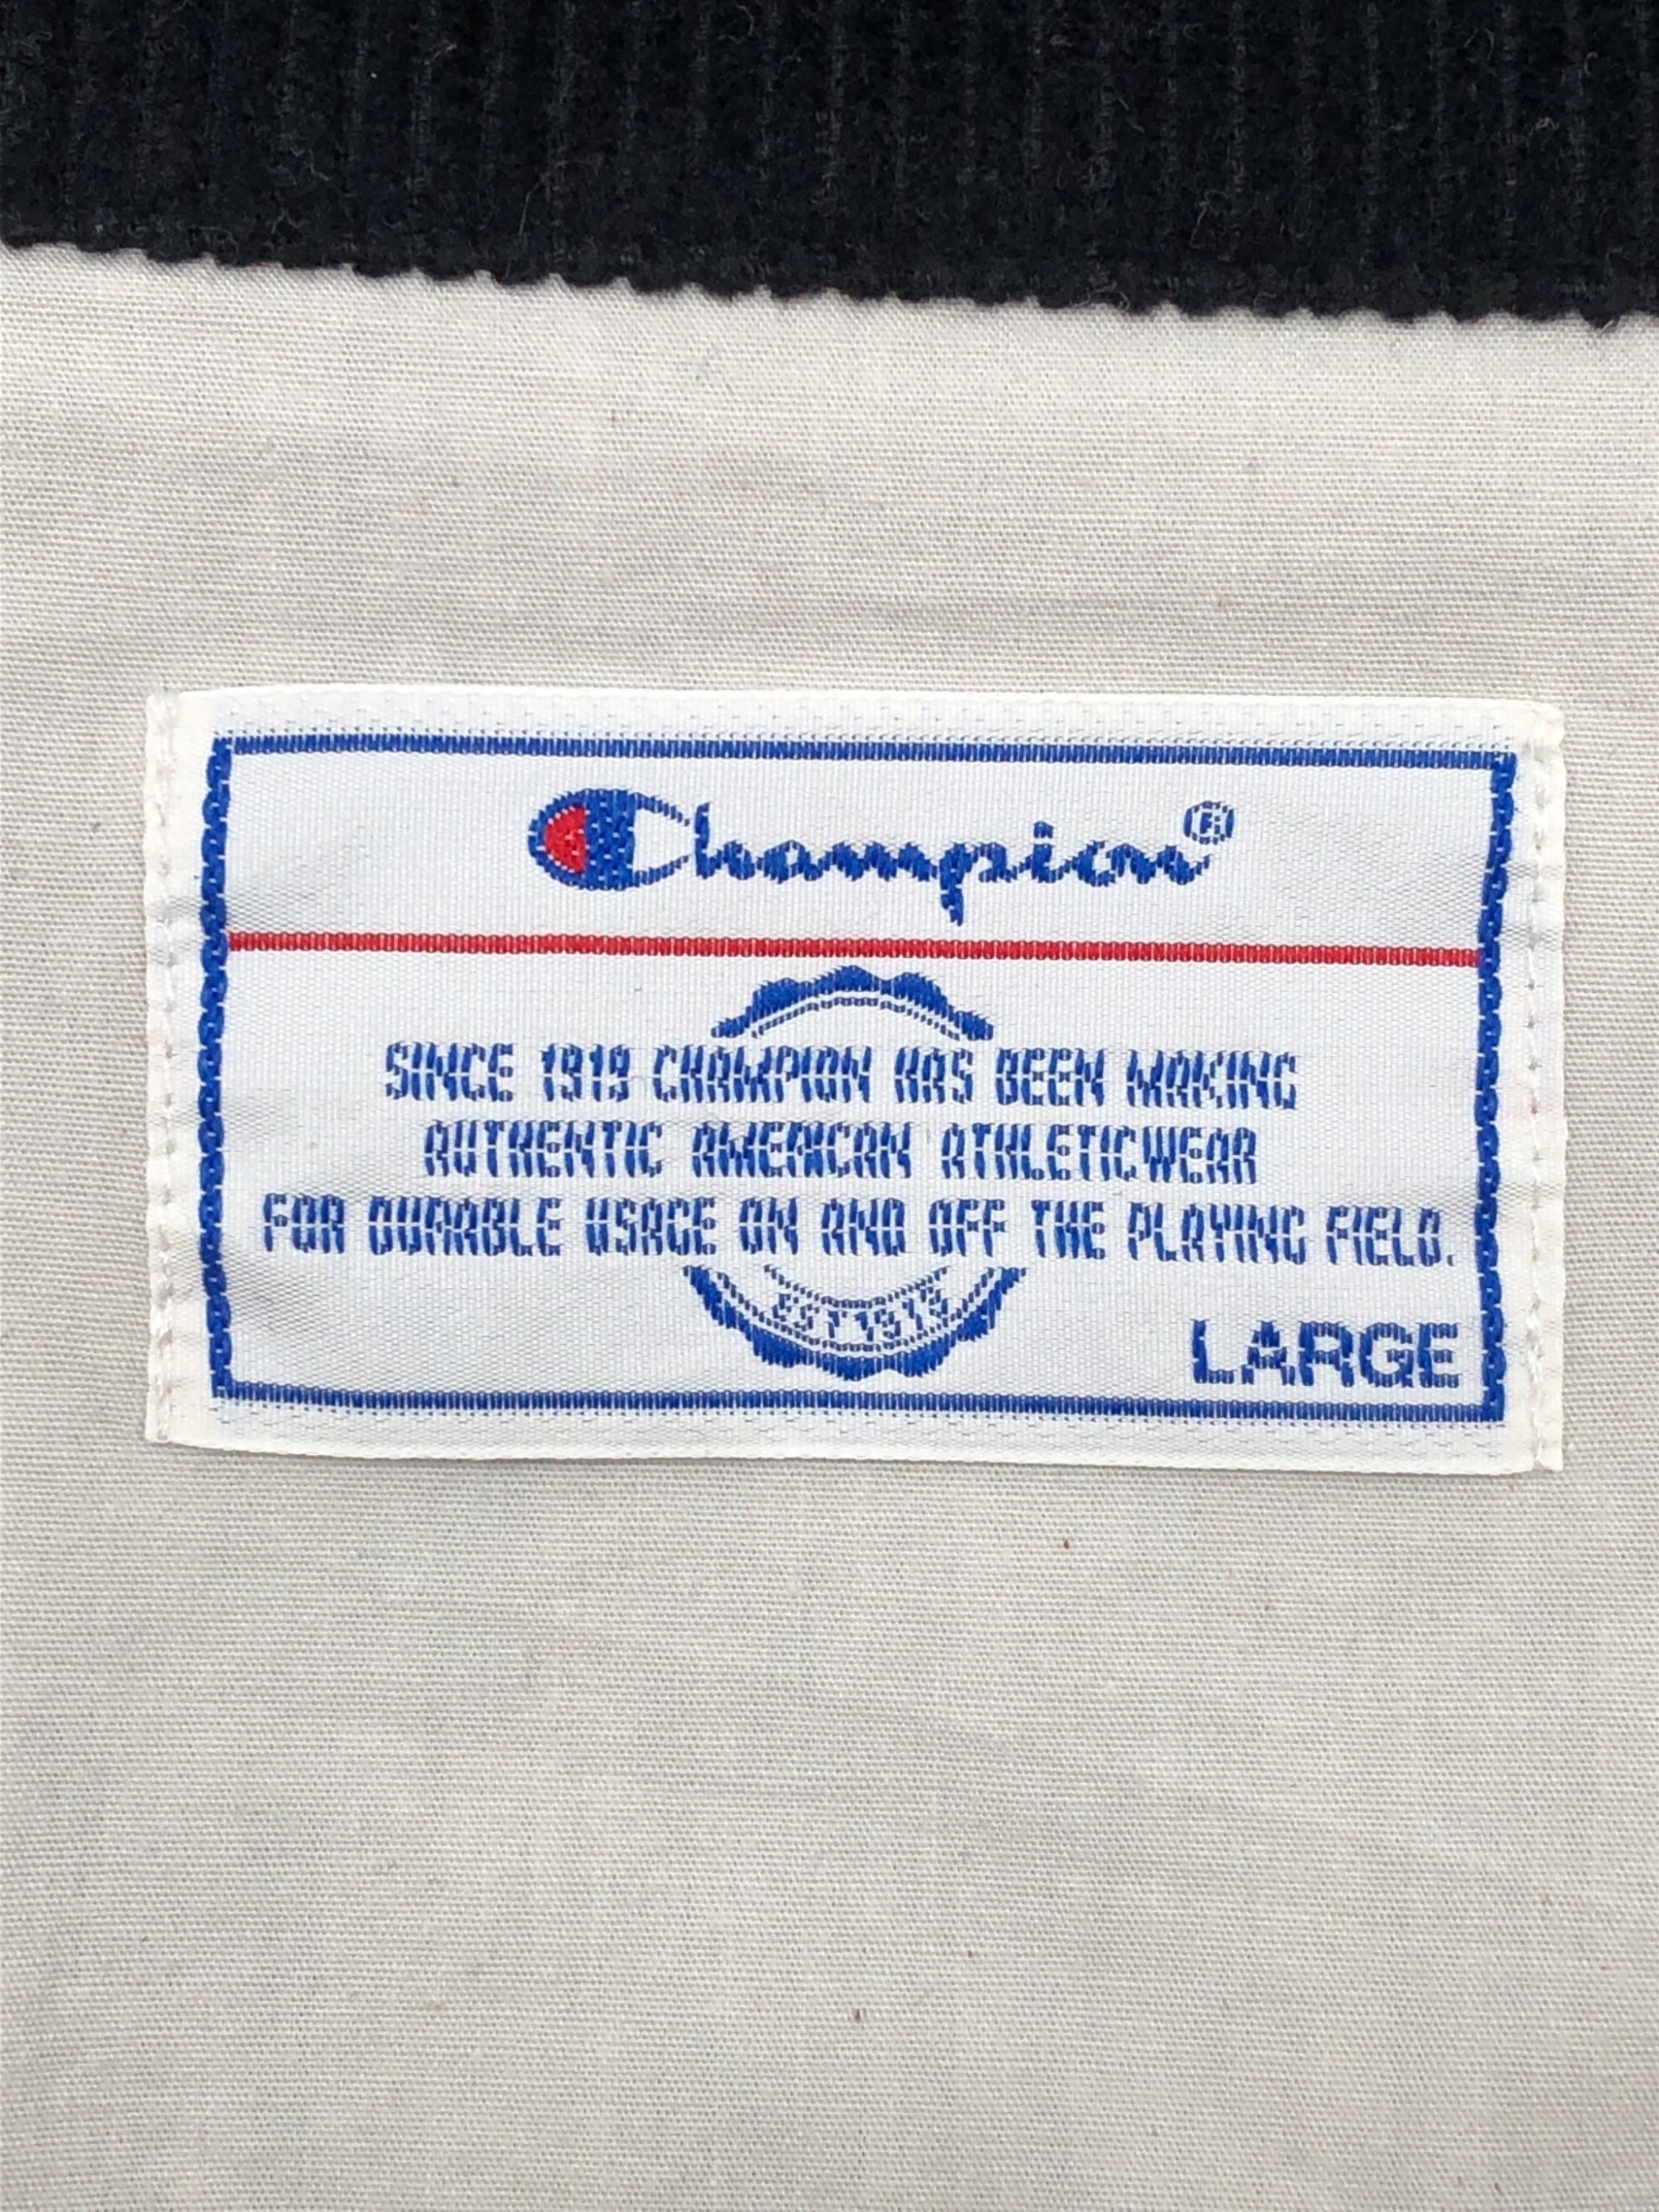 Champion®
SINCE 1919 CHAMPION HAS BEEN MAKING
AUTHENTIC AMERICAN ATHLETICWEAR
FOR DURABLE USAGE ON AND OFF THE PLAYING FIELD.
EST 1919
LARGE